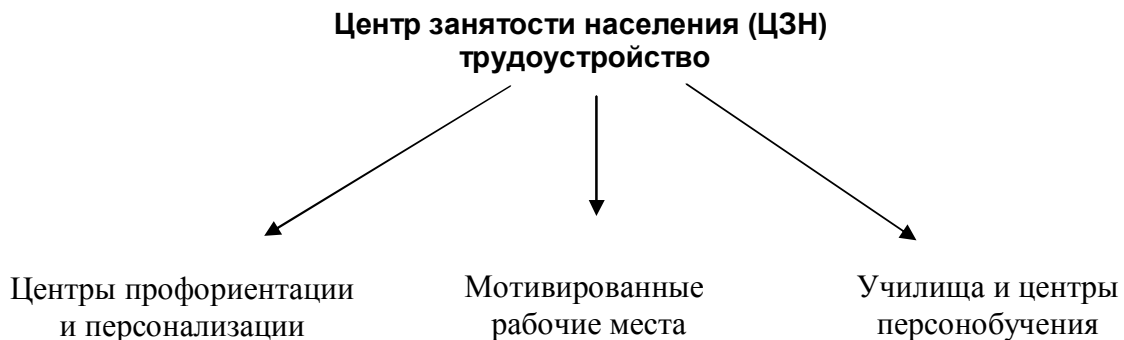 Центр занятости населения (ЦЗН)
трудоустройство
Центры профориентации
и персонализации
Мотивированные
рабочие места
Училища и центры
персонобучения